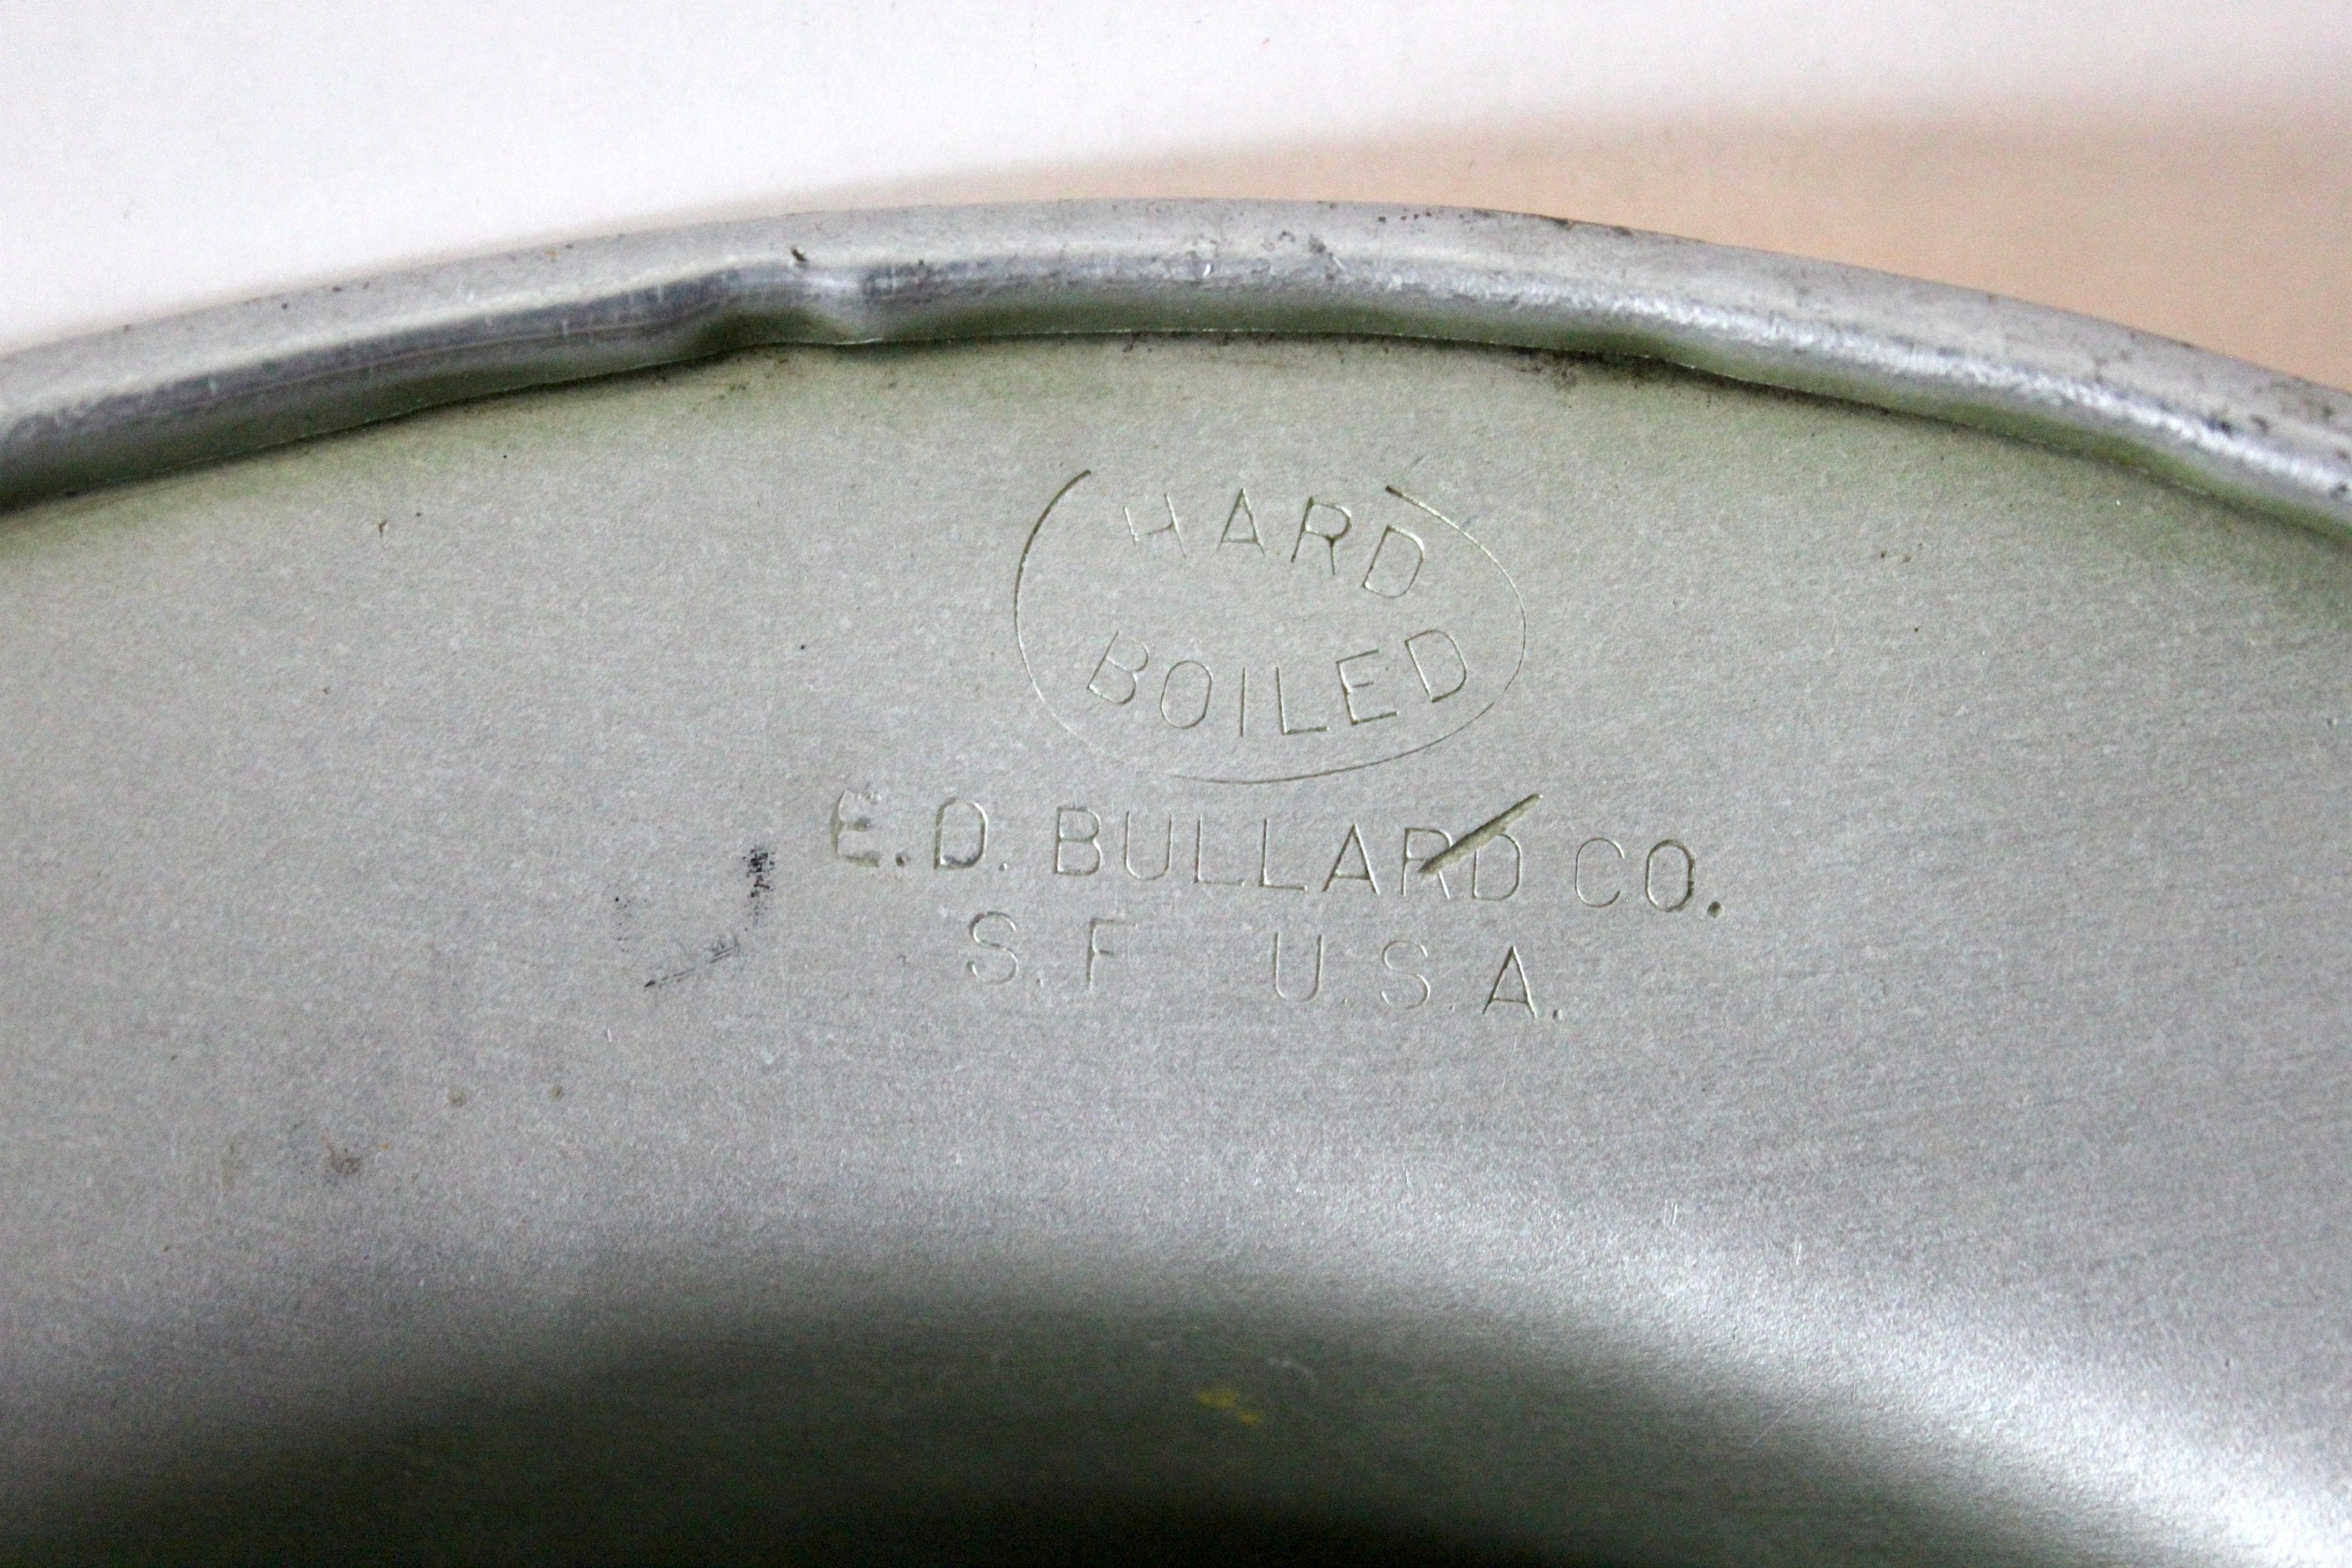 HARD
BOILED
E.D. BULLARD CO.
S.F U.S.A.